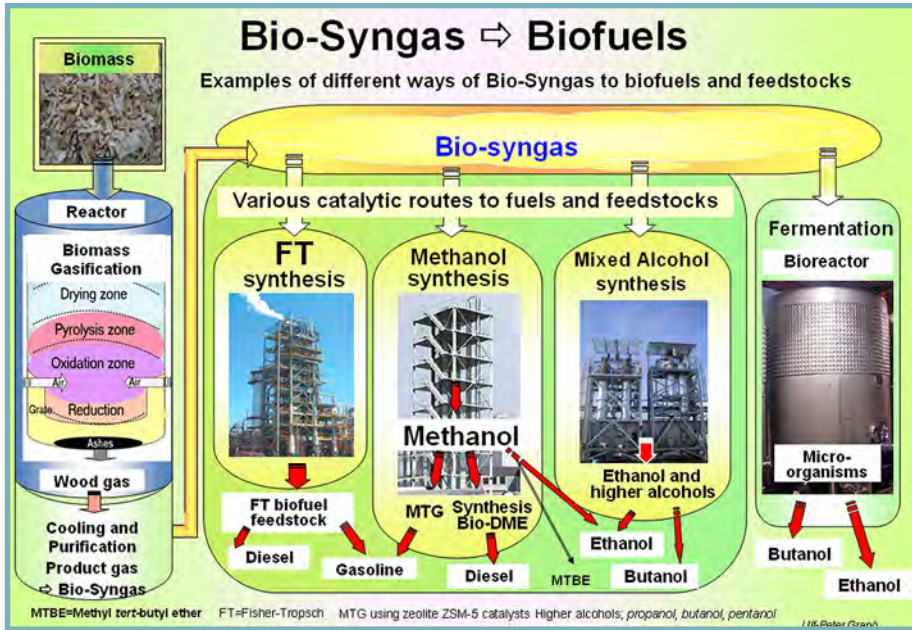 Bio-Syngas ⇨ Biofuels
Examples of different ways of Bio-Syngas to biofuels and feedstocks
Biomass
Reactor
Biomass
Gasification
Drying zone
Pyrolysis zone
Oxidation zone
Air
Air
Grate
Reduction
Ashes
Wood gas
Cooling and
Purification
Product gas
⇨ Bio-Syngas
Bio-syngas
Various catalytic routes to fuels and feedstocks
FT
synthesis
FT biofuel
feedstock
Diesel
Gasoline
Methanol
synthesis
Methanol
MTG
Synthesis
Bio-DME
Diesel
MTBE
Mixed Alcohol
synthesis
Ethanol and
higher alcohols
Ethanol
Butanol
Fermentation
Bioreactor
Micro-
organisms
Butanol
Ethanol
MTBE=Methyl tert-butyl ether FT=Fisher-Tropsch MTG using zeolite ZSM-5 catalysts Higher alcohols; propanol, butanol, pentanol
Ulf-Peter Granö